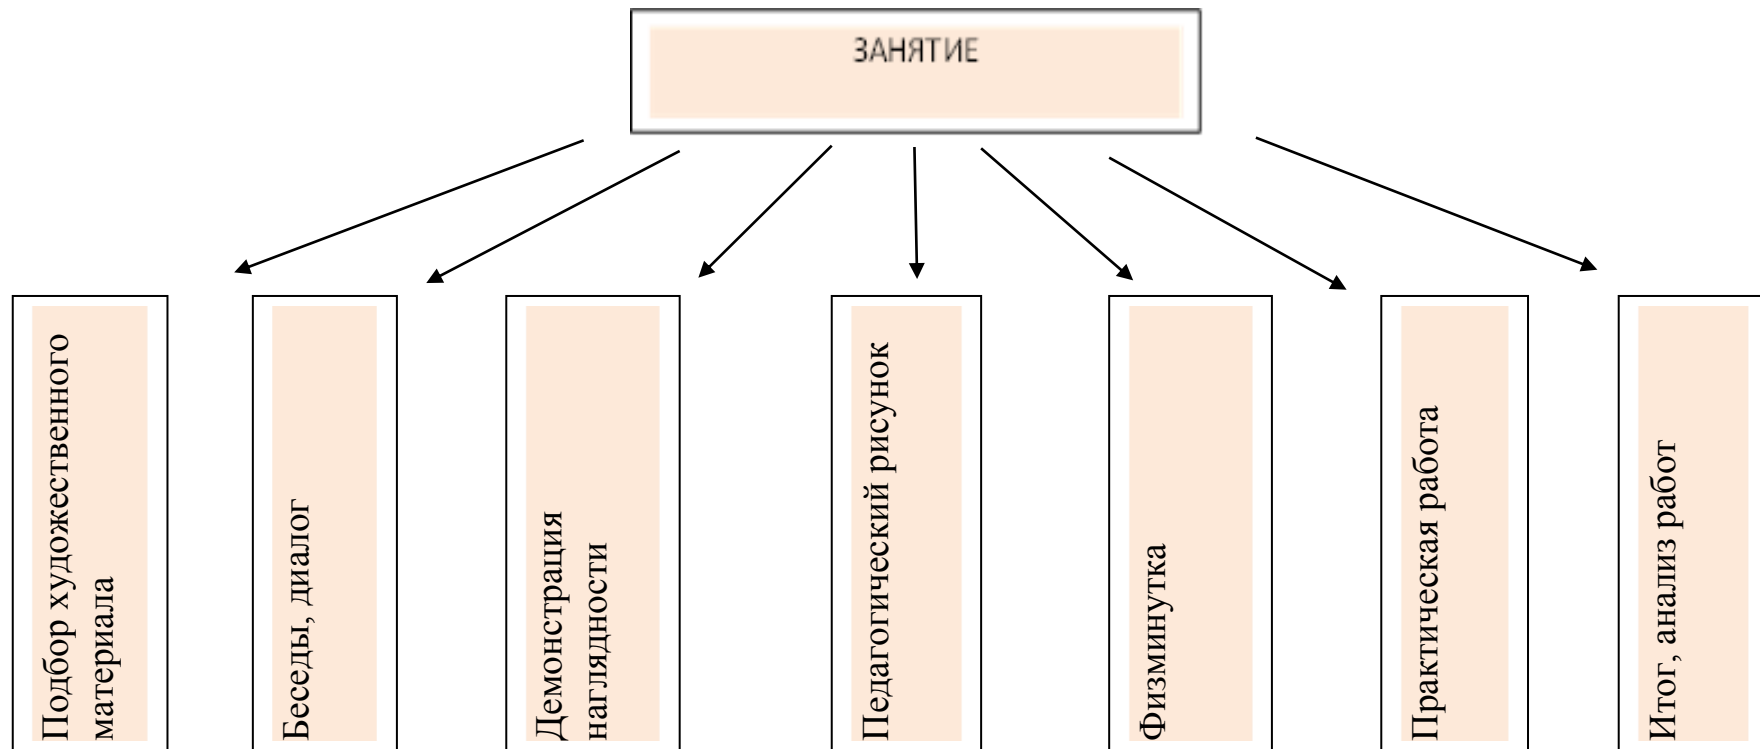 ЗАНЯТИЕ
Подбор художественного
материала
Беседы, диалог
Демонстрация
наглядности
Педагогический рисунок
Физминутка
Практическая работа
Итог, анализ работ